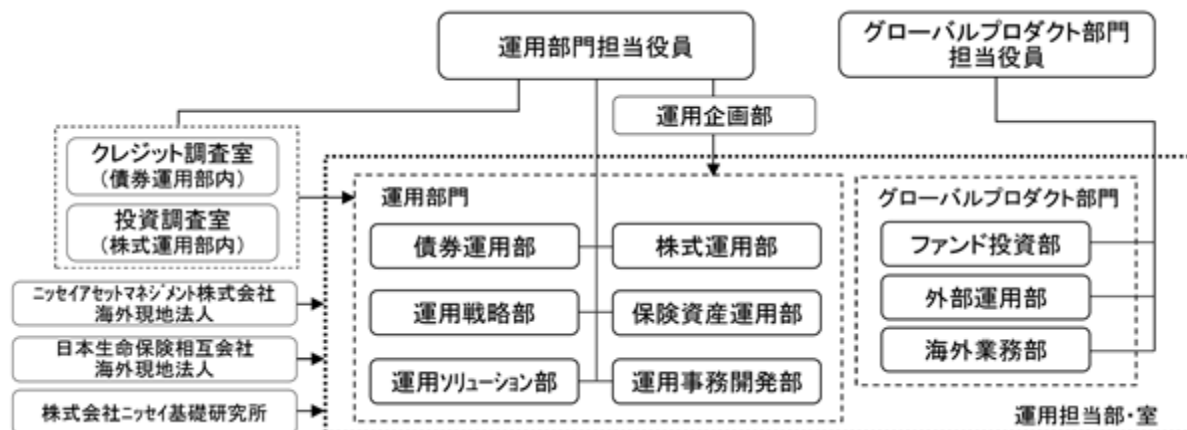 運用部門担当役員
グローバルプロダクト部門
担当役員
運用企画部
クレジット調査室
(債券運用部内)
投資調査室
(株式運用部内)
運用部門
債券運用部
株式運用部
運用戦略部
保険資産運用部
運用ソリューション部
運用事務開発部
グローバルプロダクト部門
ファンド投資部
外部運用部
海外業務部
ニッセイアセットマネジメント株式会社
海外現地法人
日本生命保険相互会社
海外現地法人
株式会社ニッセイ基礎研究所
運用担当部・室